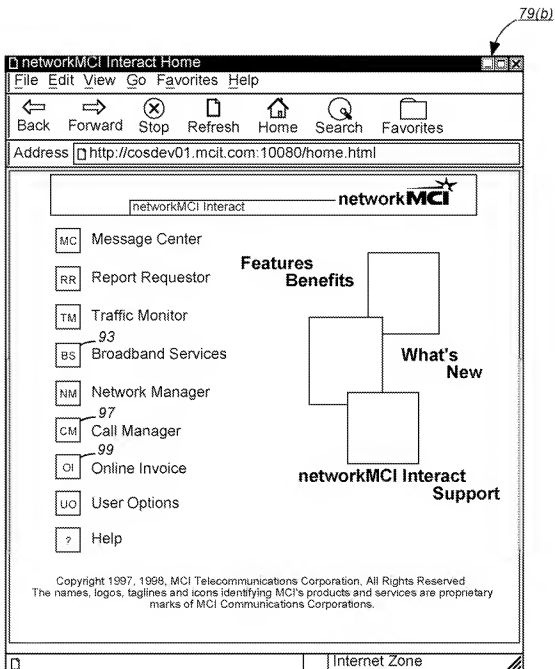 79(b)
networkMCI Interact Home
File Edit View Go Favorites Help
Back Forward Stop Refresh Home Search Favorites
Address http://cosdev01.mcit.com:10080/home.html
networkMCI Interact
networkMCI
MC Message Center
RR Report Requestor
TM Traffic Monitor
93
BS Broadband Services
NM Network Manager
97
CM Call Manager
99
OI Online Invoice
UO User Options
? Help
Features
Benefits
What's
New
networkMCI Interact
Support
Copyright 1997, 1998, MCI Telecommunications Corporation, All Rights Reserved
The names, logos, taglines and icons identifying MCI's products and services are proprietary
marks of MCI Communications Corporations.
Internet Zone